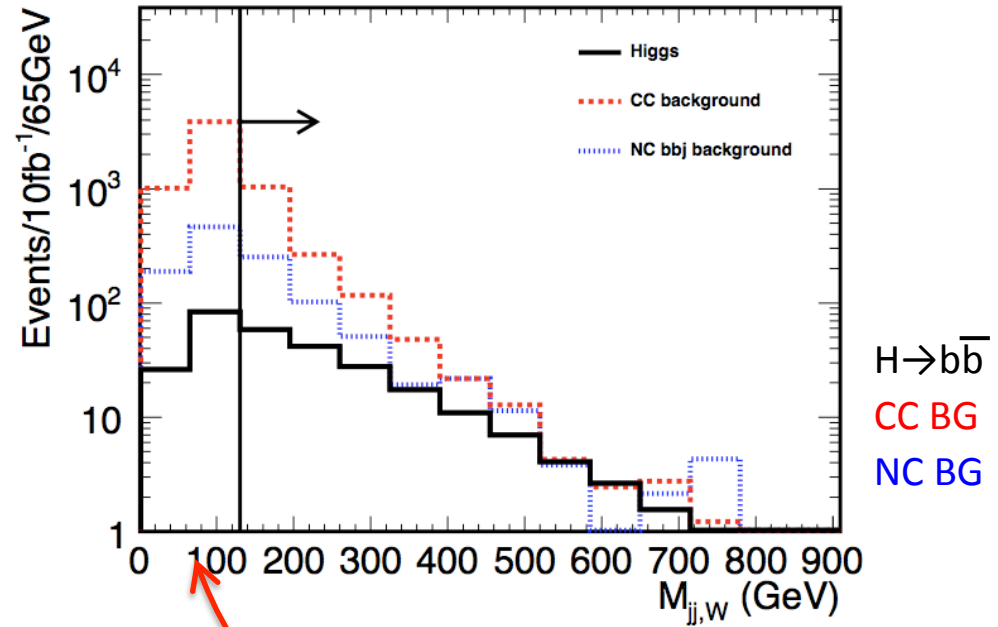 Events/10fb⁻¹/65GeV
10⁴
10³
10²
10
1
Higgs
CC background
NC bbj background
0 100 200 300 400 500 600 700 800 900
M_jj,W (GeV)
H→bb̅
CC BG
NC BG